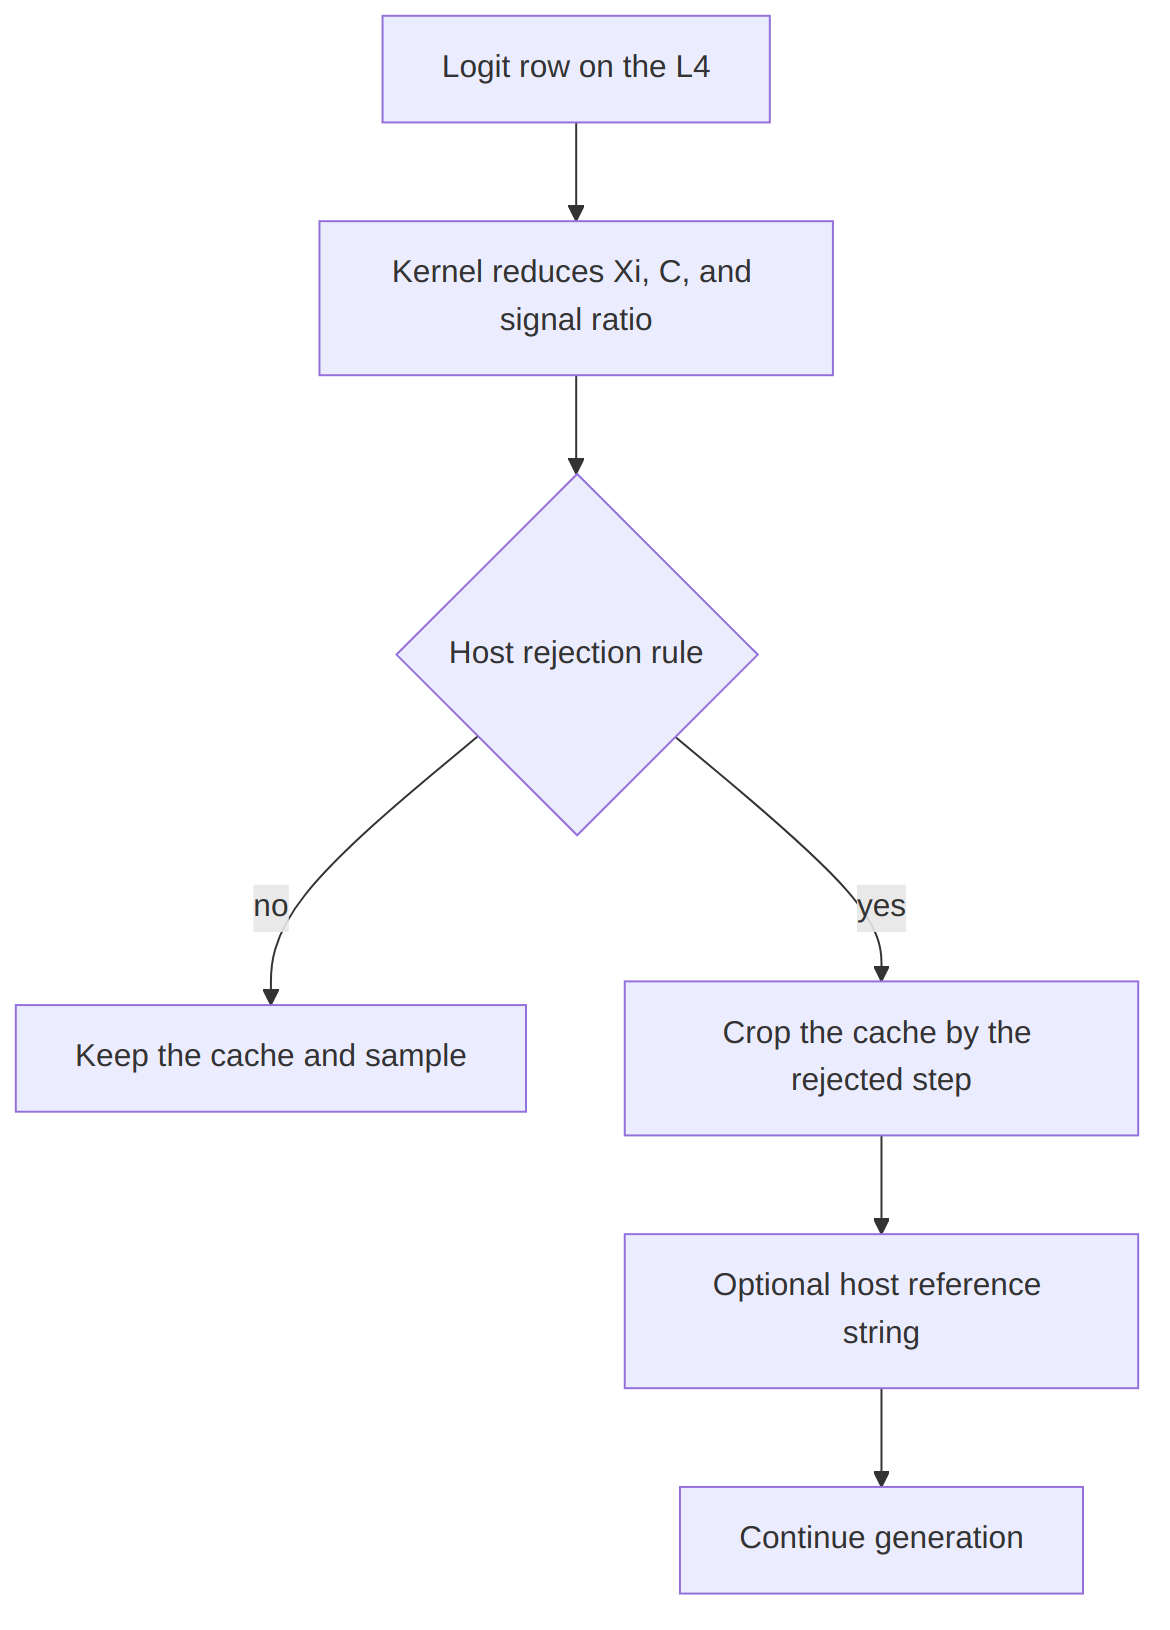 Logit row on the L4
Kernel reduces Xi, C, and
signal ratio
Host rejection rule
no
yes
Keep the cache and sample
Crop the cache by the
rejected step
Optional host reference
string
Continue generation